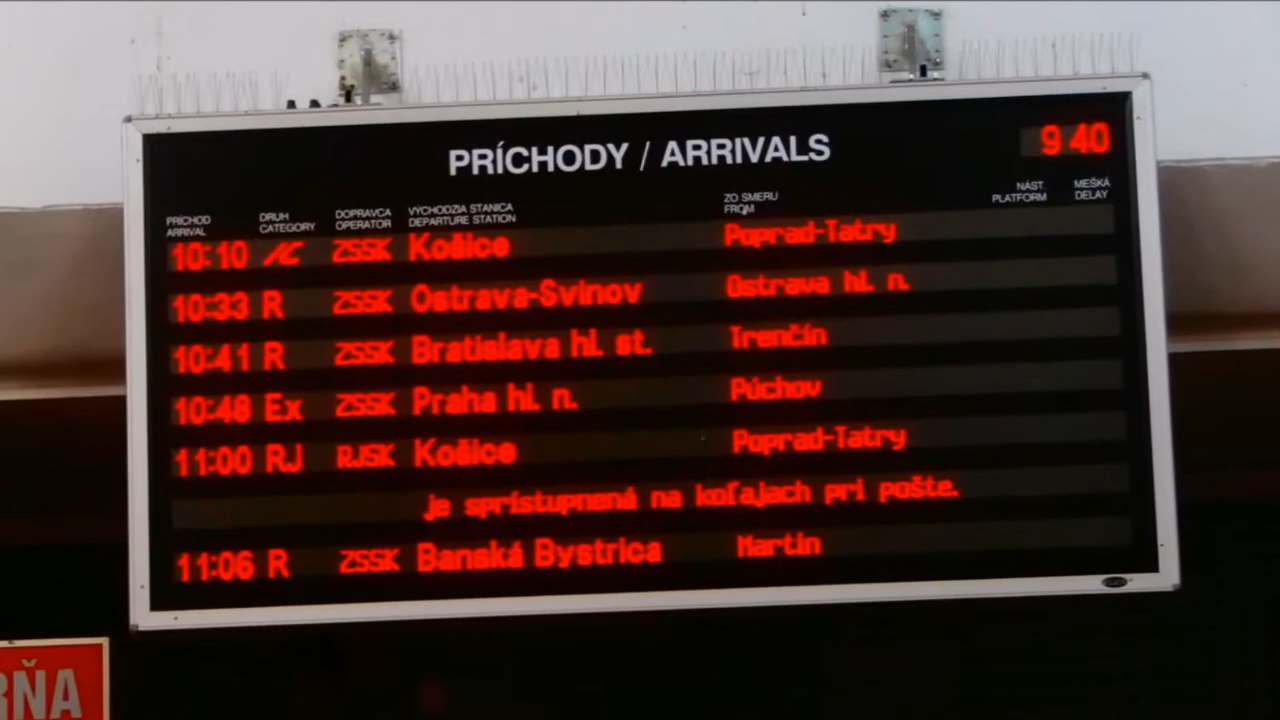 PRÍCHODY / ARRIVALS
9 40
PRÍCHOD ARRIVAL DRUH CATEGORY DOPRAVCA OPERATOR VÝCHODZIA STANICA DEPARTURE STATION ZO SMERU FROM NÁST. PLATFORM MEŠKÁ DELAY
10:10 IC ZSSK Košice Poprad-Tatry
10:33 R ZSSK Ostrava-Svinov Ostrava hl. n.
10:41 R ZSSK Bratislava hl. st. Trenčín
10:48 Ex ZSSK Praha hl. n. Púchov
11:00 RJ RJSK Košice Poprad-Tatry
je sprístupnená na koľajach pri pošte.
11:06 R ZSSK Banská Bystrica Martin
RŇA